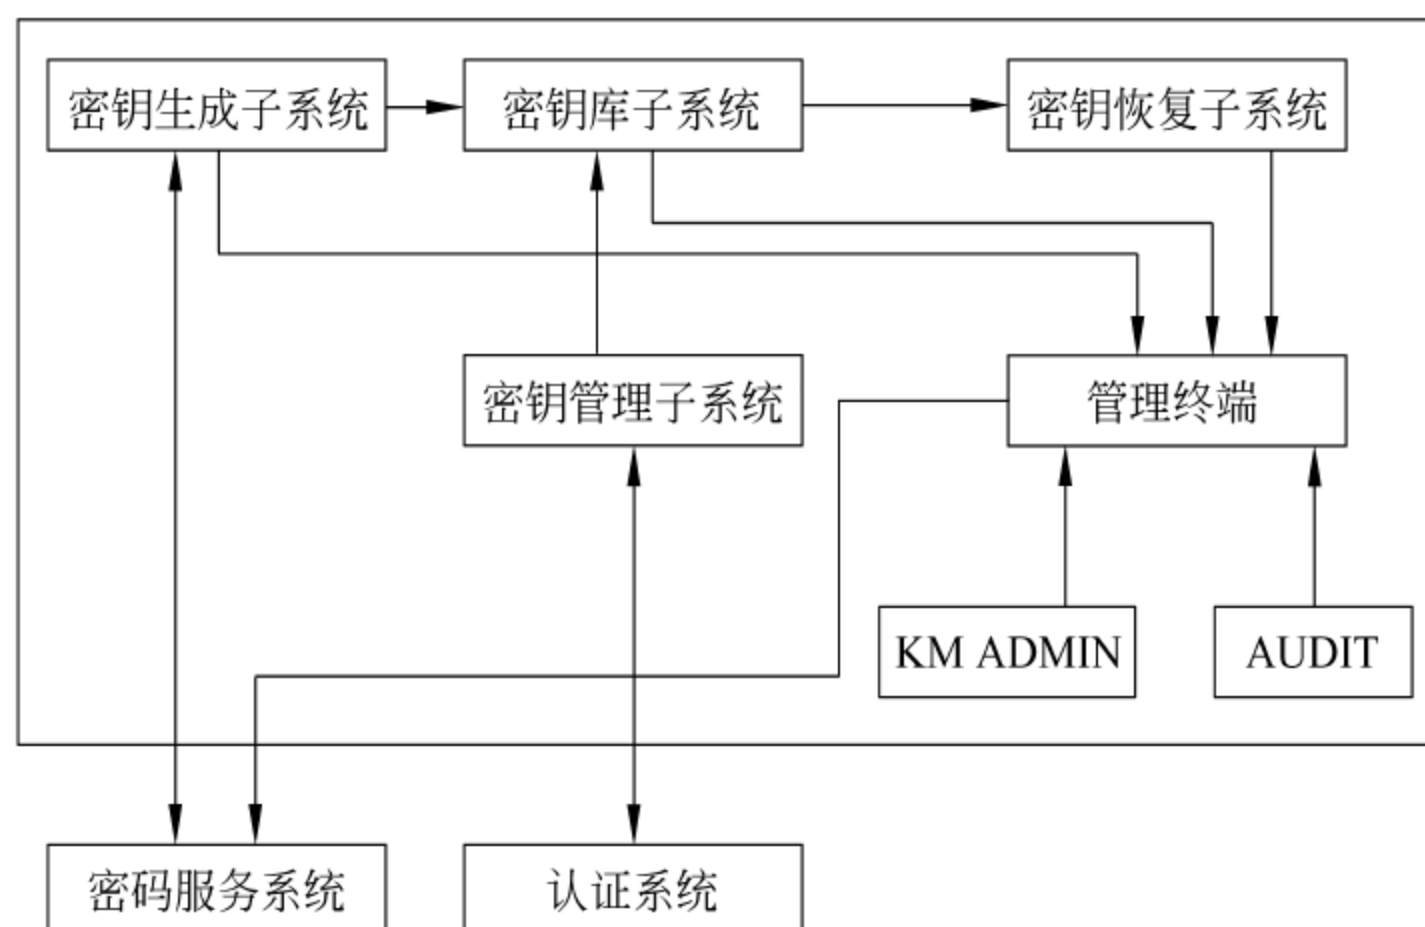 密钥生成子系统
密钥库子系统
密钥恢复子系统
密钥管理子系统
管理终端
KM ADMIN
AUDIT
密码服务系统
认证系统